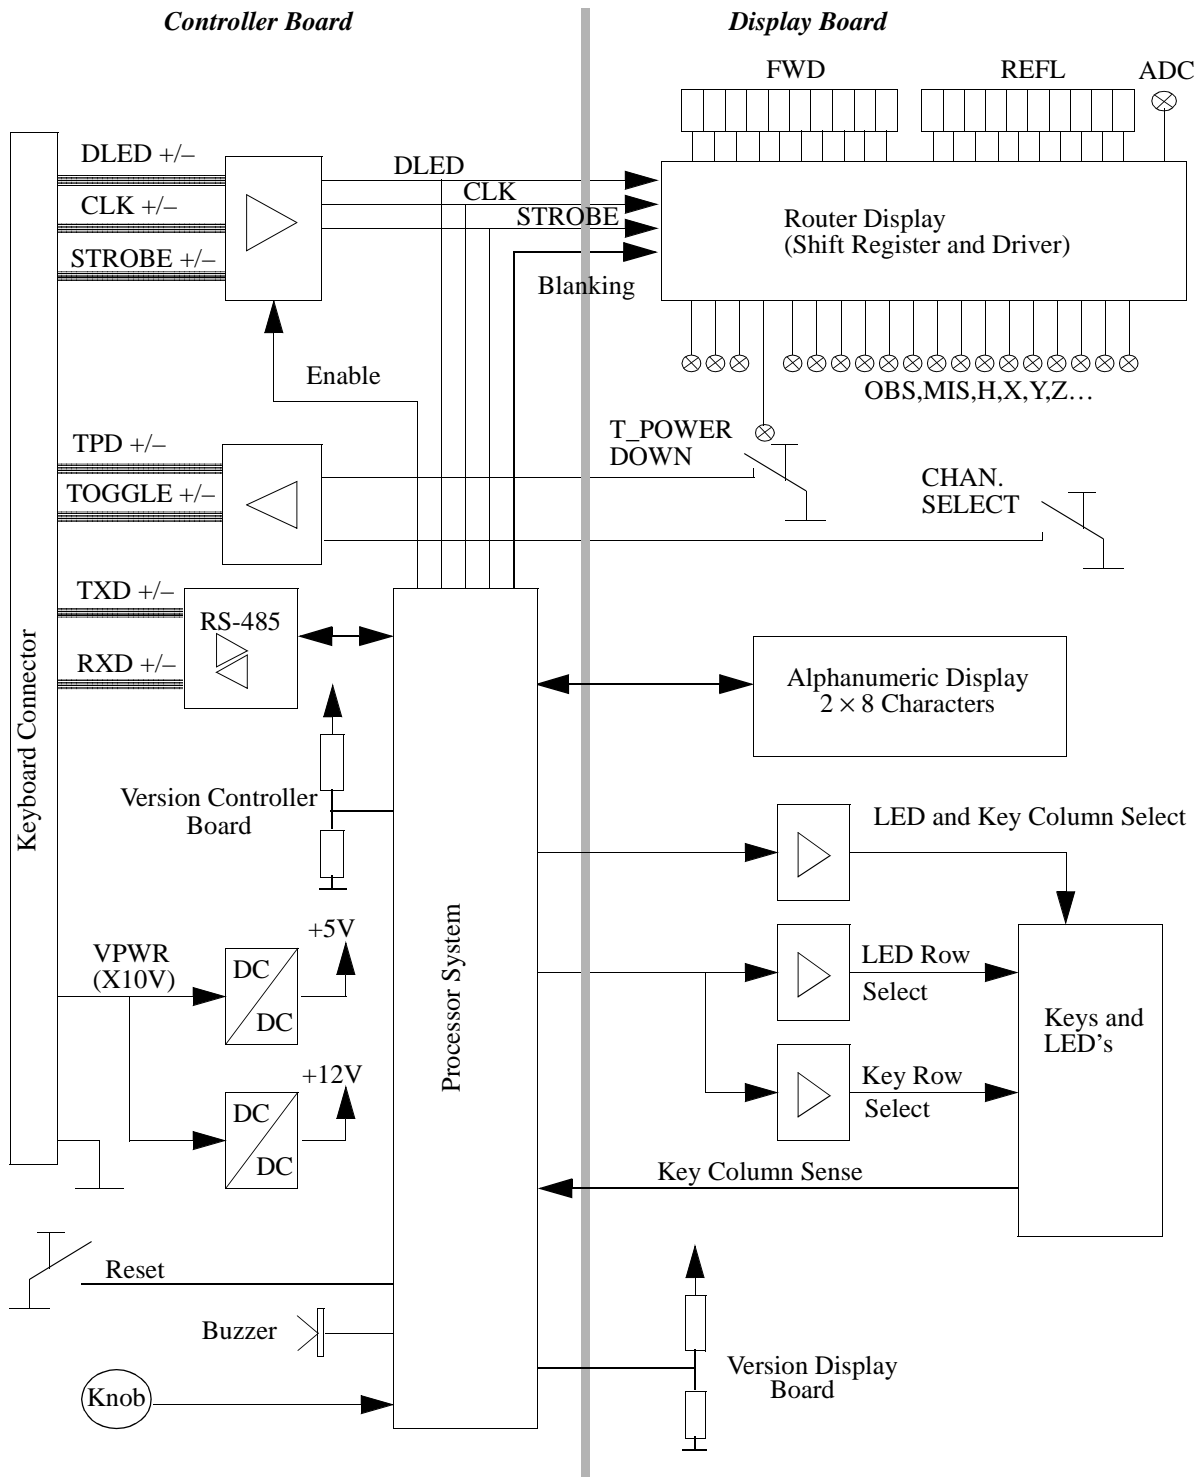 Controller Board
Display Board
FWD
REFL
ADC
DLED +/–
CLK +/–
STROBE +/–
DLED
CLK
STROBE
Blanking
Router Display
(Shift Register and Driver)
Enable
OBS,MIS,H,X,Y,Z…
TPD +/–
TOGGLE +/–
T_POWER
DOWN
CHAN.
SELECT
TXD +/–
RXD +/–
RS-485
Keyboard Connector
Alphanumeric Display
2 × 8 Characters
Version Controller
Board
LED and Key Column Select
Processor System
VPWR
(X10V)
DC
DC
+5V
LED Row
Select
Keys and
LED's
DC
DC
+12V
Key Row
Select
Key Column Sense
Reset
Buzzer
Knob
Version Display
Board